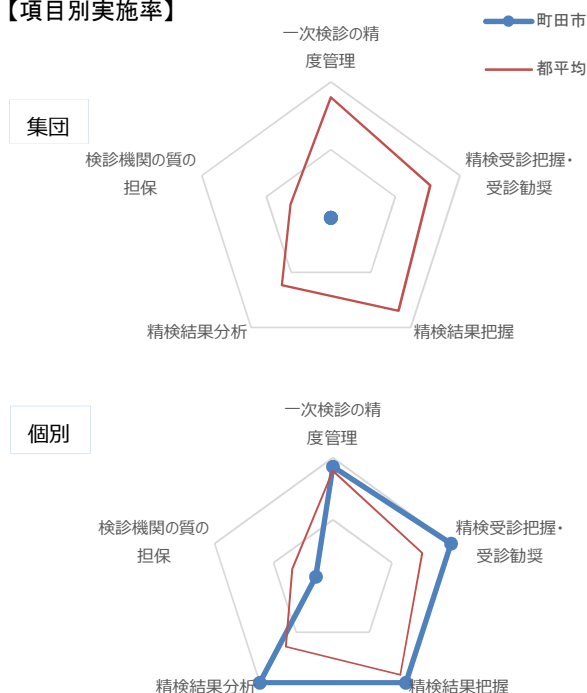 【項目別実施率】
町田市
都平均
集団
一次検診の精
度管理
精検受診把握・
受診勧奨
精検結果把握
精検結果分析
検診機関の質の
担保
個別
一次検診の精
度管理
精検受診把握・
受診勧奨
精検結果把握
精検結果分析
検診機関の質の
担保